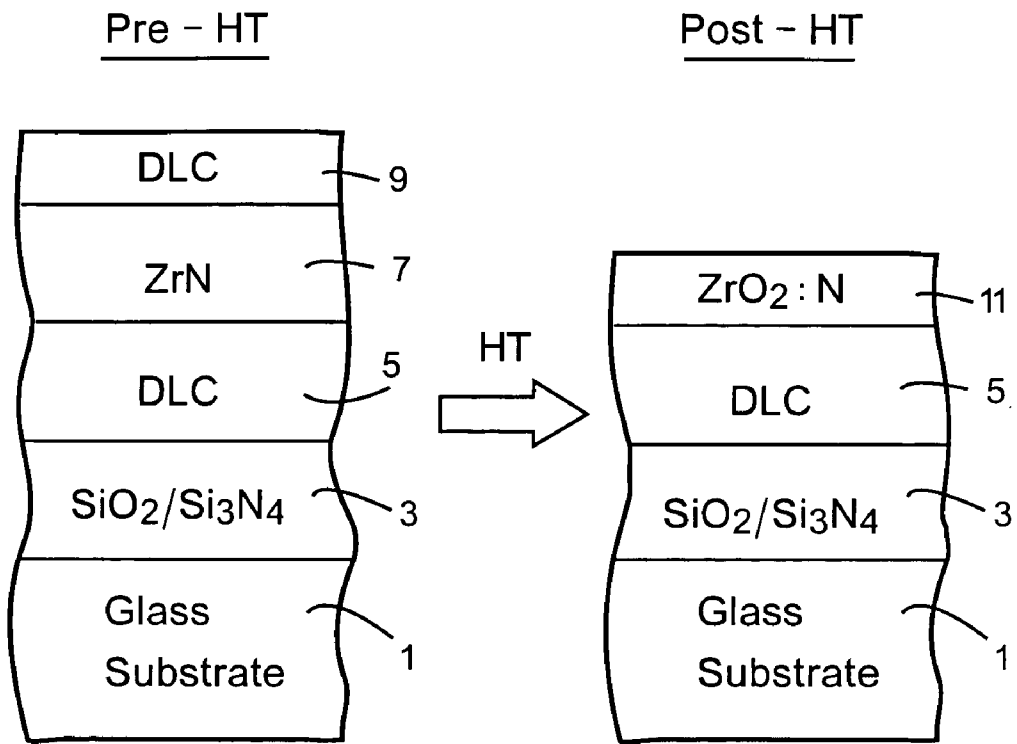 Pre – HT
Post – HT
DLC
9
ZrN
7
DLC
5
SiO2/Si3N4
3
Glass
Substrate
1
HT
ZrO2 : N
11
DLC
5
SiO2/Si3N4
3
Glass
Substrate
1